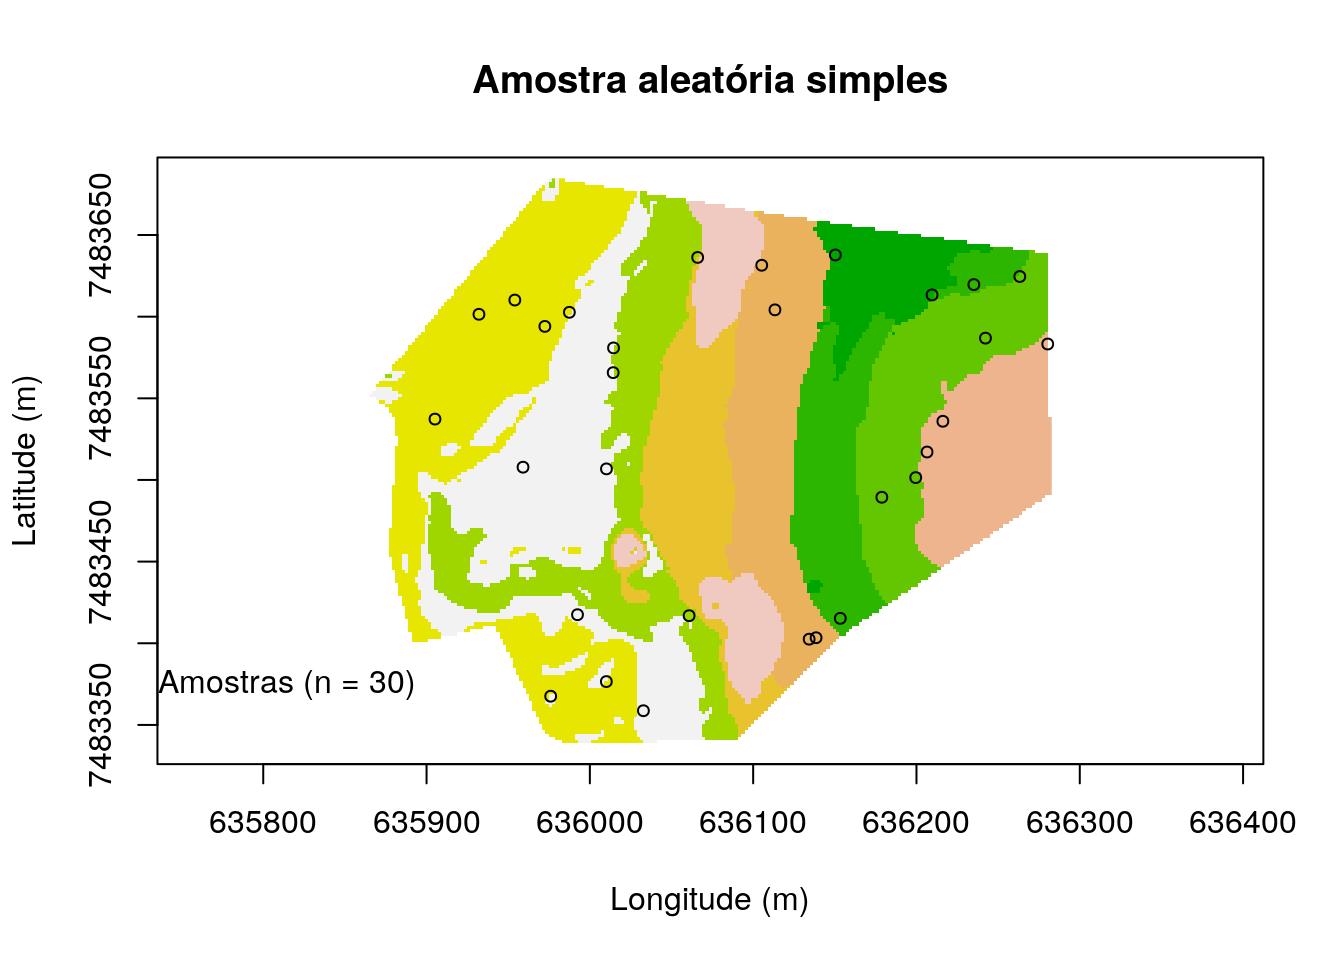 Amostra aleatória simples
Latitude (m)
7483650
7483550
7483450
7483350
Amostras (n = 30)
635800 635900 636000 636100 636200 636300 636400
Longitude (m)